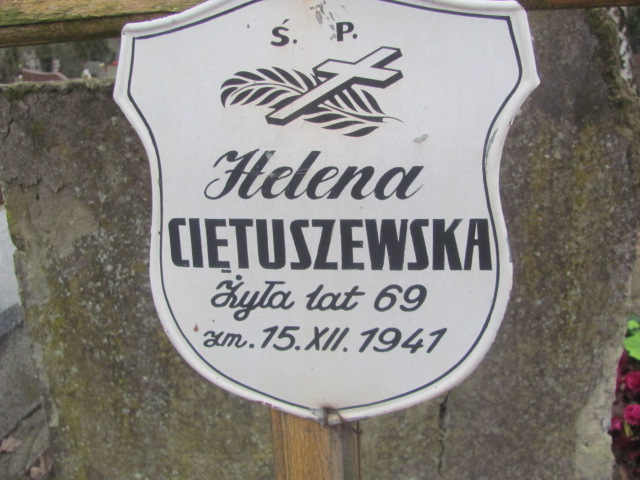 Ś. P.
Helena
CIĘTUSZEWSKA
Żyła lat 69
zm. 15. XII. 1941